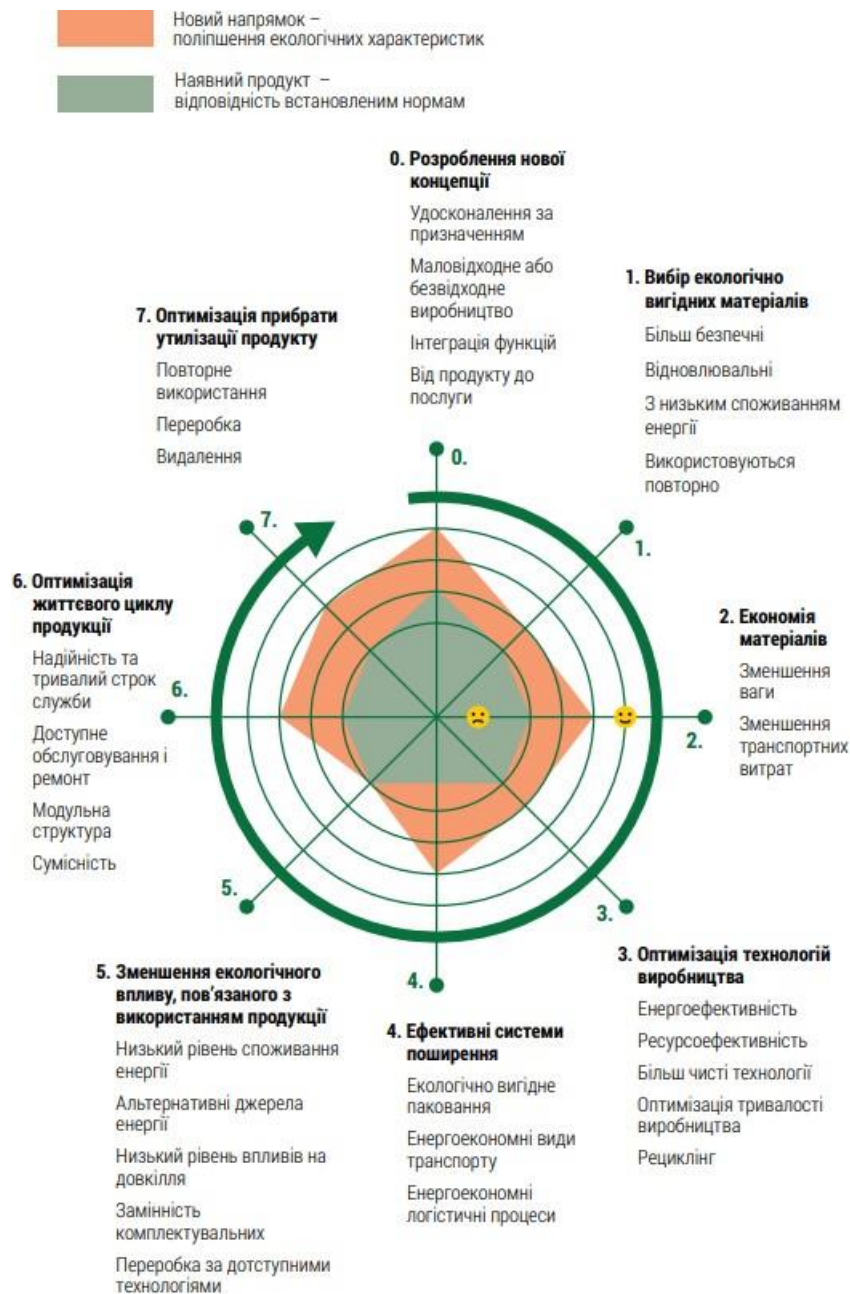 Новий напрямок –
поліпшення екологічних характеристик
Наявний продукт –
відповідність встановленим нормам
0. Розроблення нової
концепції
Удосконалення за
призначенням
Маловідходне або
безвідходне
виробництво
Інтеграція функцій
Від продукту до
послуги
1. Вибір екологічно
вигідних матеріалів
Більш безпечні
Відновлювальні
З низьким споживанням
енергії
Використовуються
повторно
7. Оптимізація прибрати
утилізації продукту
Повторне
використання
Переробка
Видалення
0.
7.
1.
6. Оптимізація
життєвого циклу
продукції
Надійність та
тривалий строк
служби
Доступне
обслуговування і
ремонт
Модульна
структура
Сумісність
6.
2. Економія
матеріалів
Зменшення
ваги
Зменшення
транспортних
витрат
2.
5.
3.
4.
5. Зменшення екологічного
впливу, пов’язаного з
використанням продукції
Низький рівень споживання
енергії
Альтернативні джерела
енергії
Низький рівень впливів на
довкілля
Замінність
комплектувальних
Переробка за дотступними
технологіями
4. Ефективні системи
поширення
Екологічно вигідне
паковання
Енергоекономні види
транспорту
Енергоекономні
логістичні процеси
3. Оптимізація технологій
виробництва
Енергоефективність
Ресурсоефективність
Більш чисті технології
Оптимізація тривалості
виробництва
Рециклінг